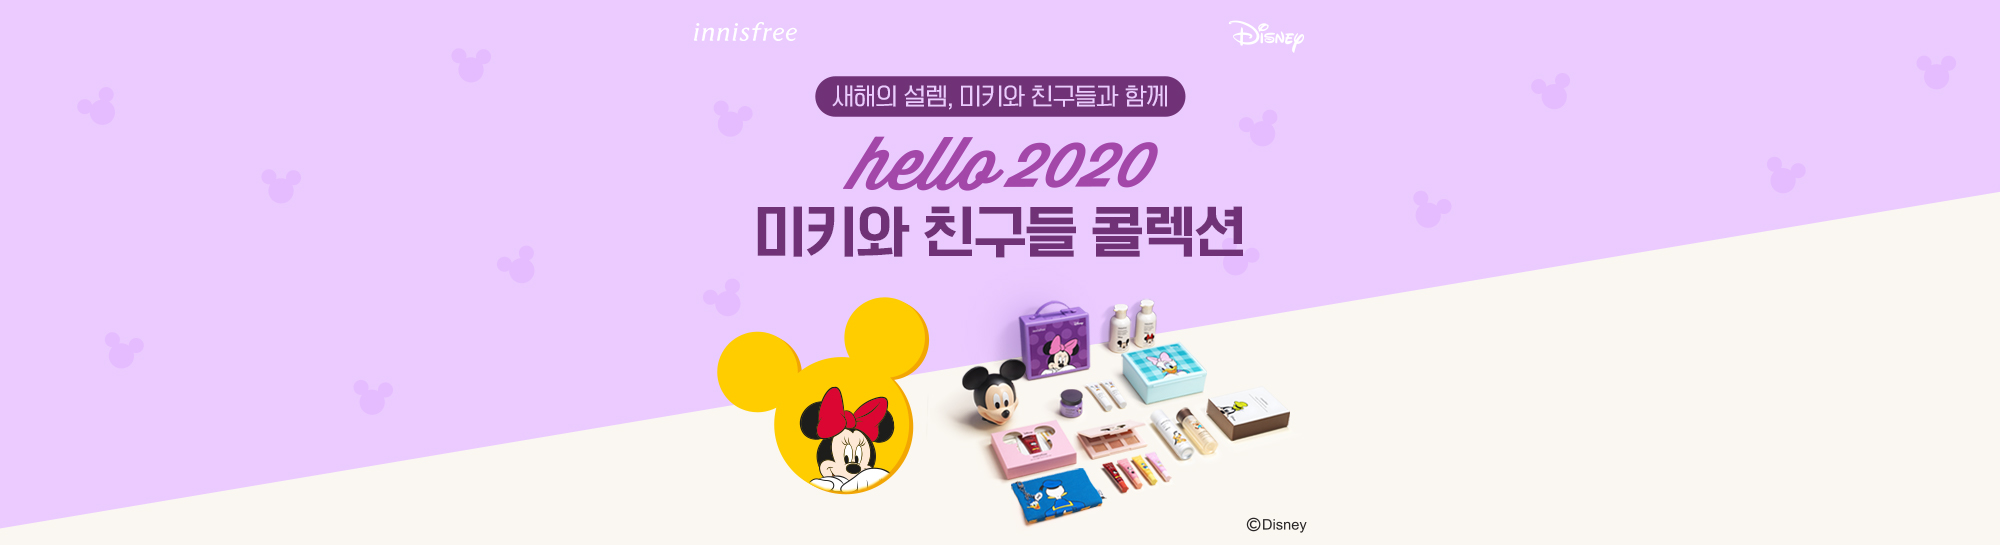 innisfree
Disney
새해의 설렘, 미키와 친구들과 함께
hello 2020
미키와 친구들 콜렉션
©Disney